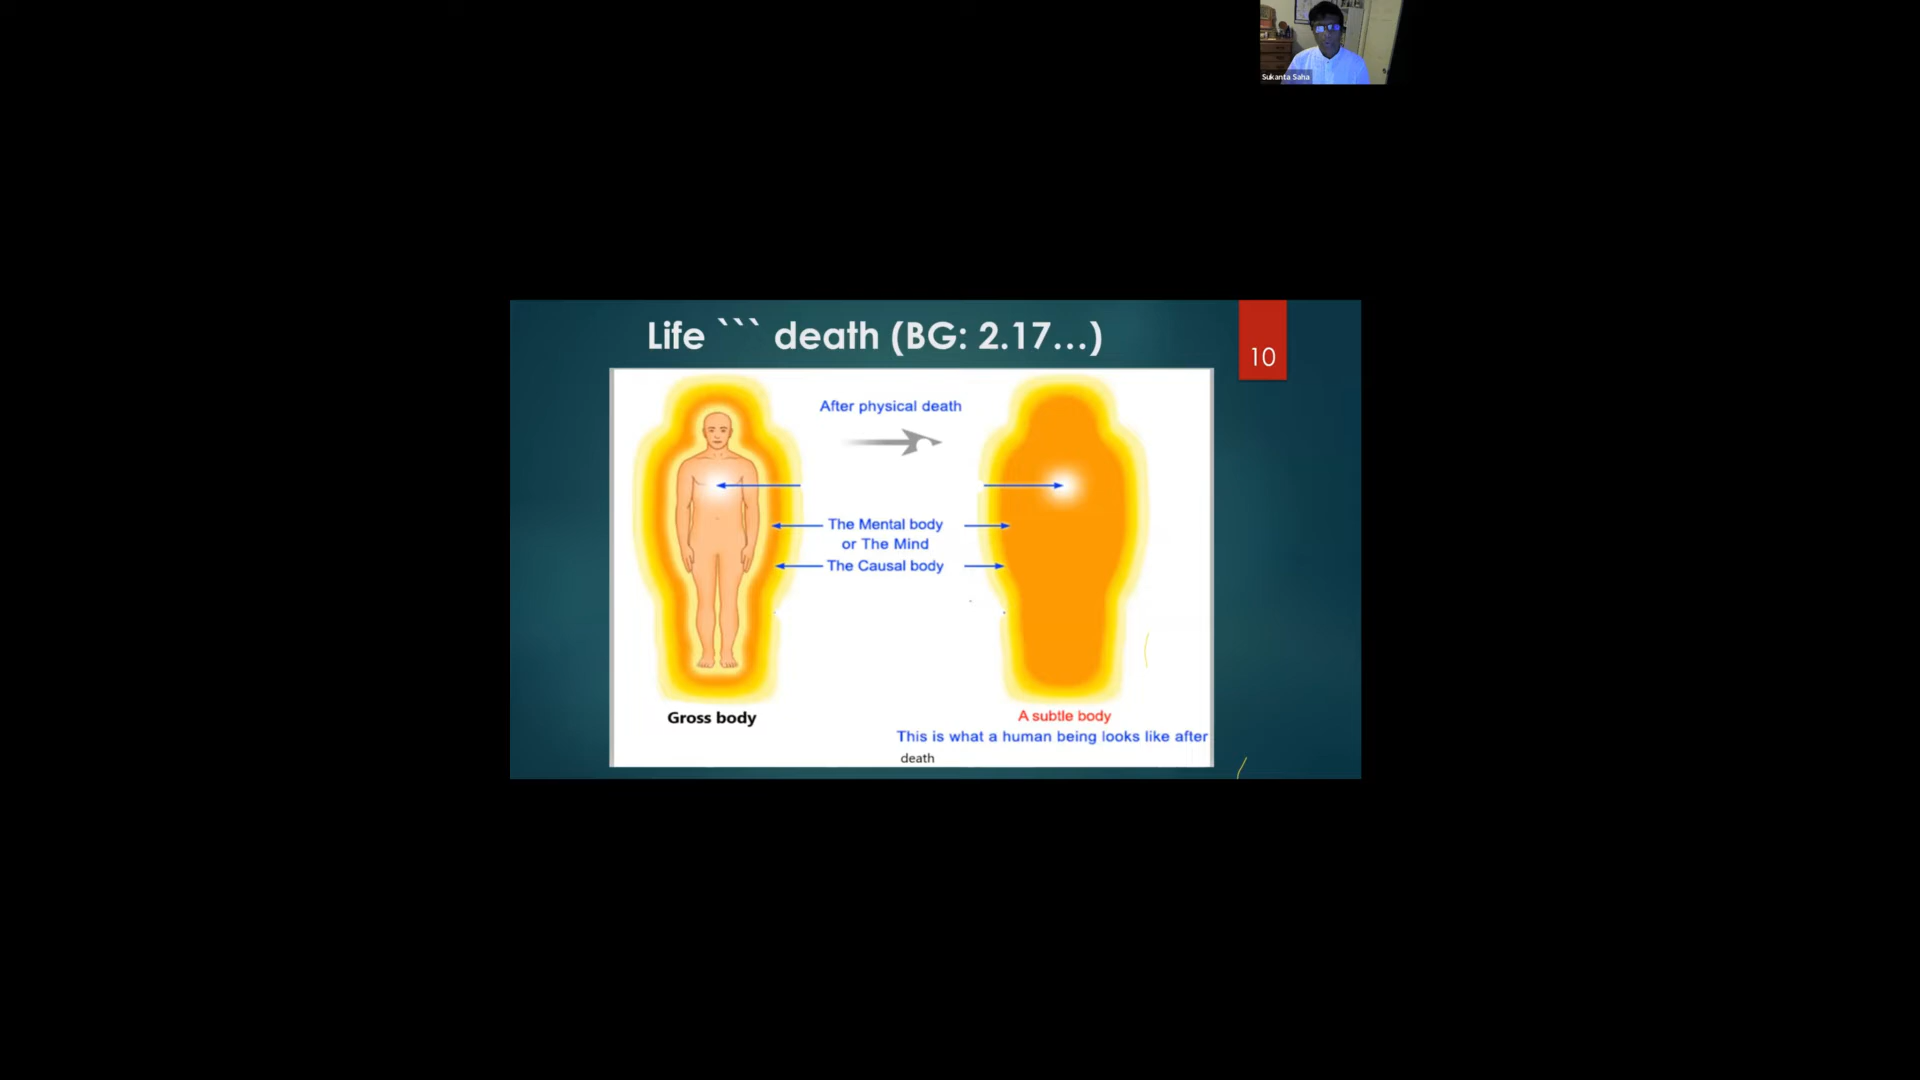 Sukanta Saha
Life ``` death (BG: 2.17...)
10
After physical death
The Mental body
or The Mind
The Causal body
Gross body
A subtle body
This is what a human being looks like after
death